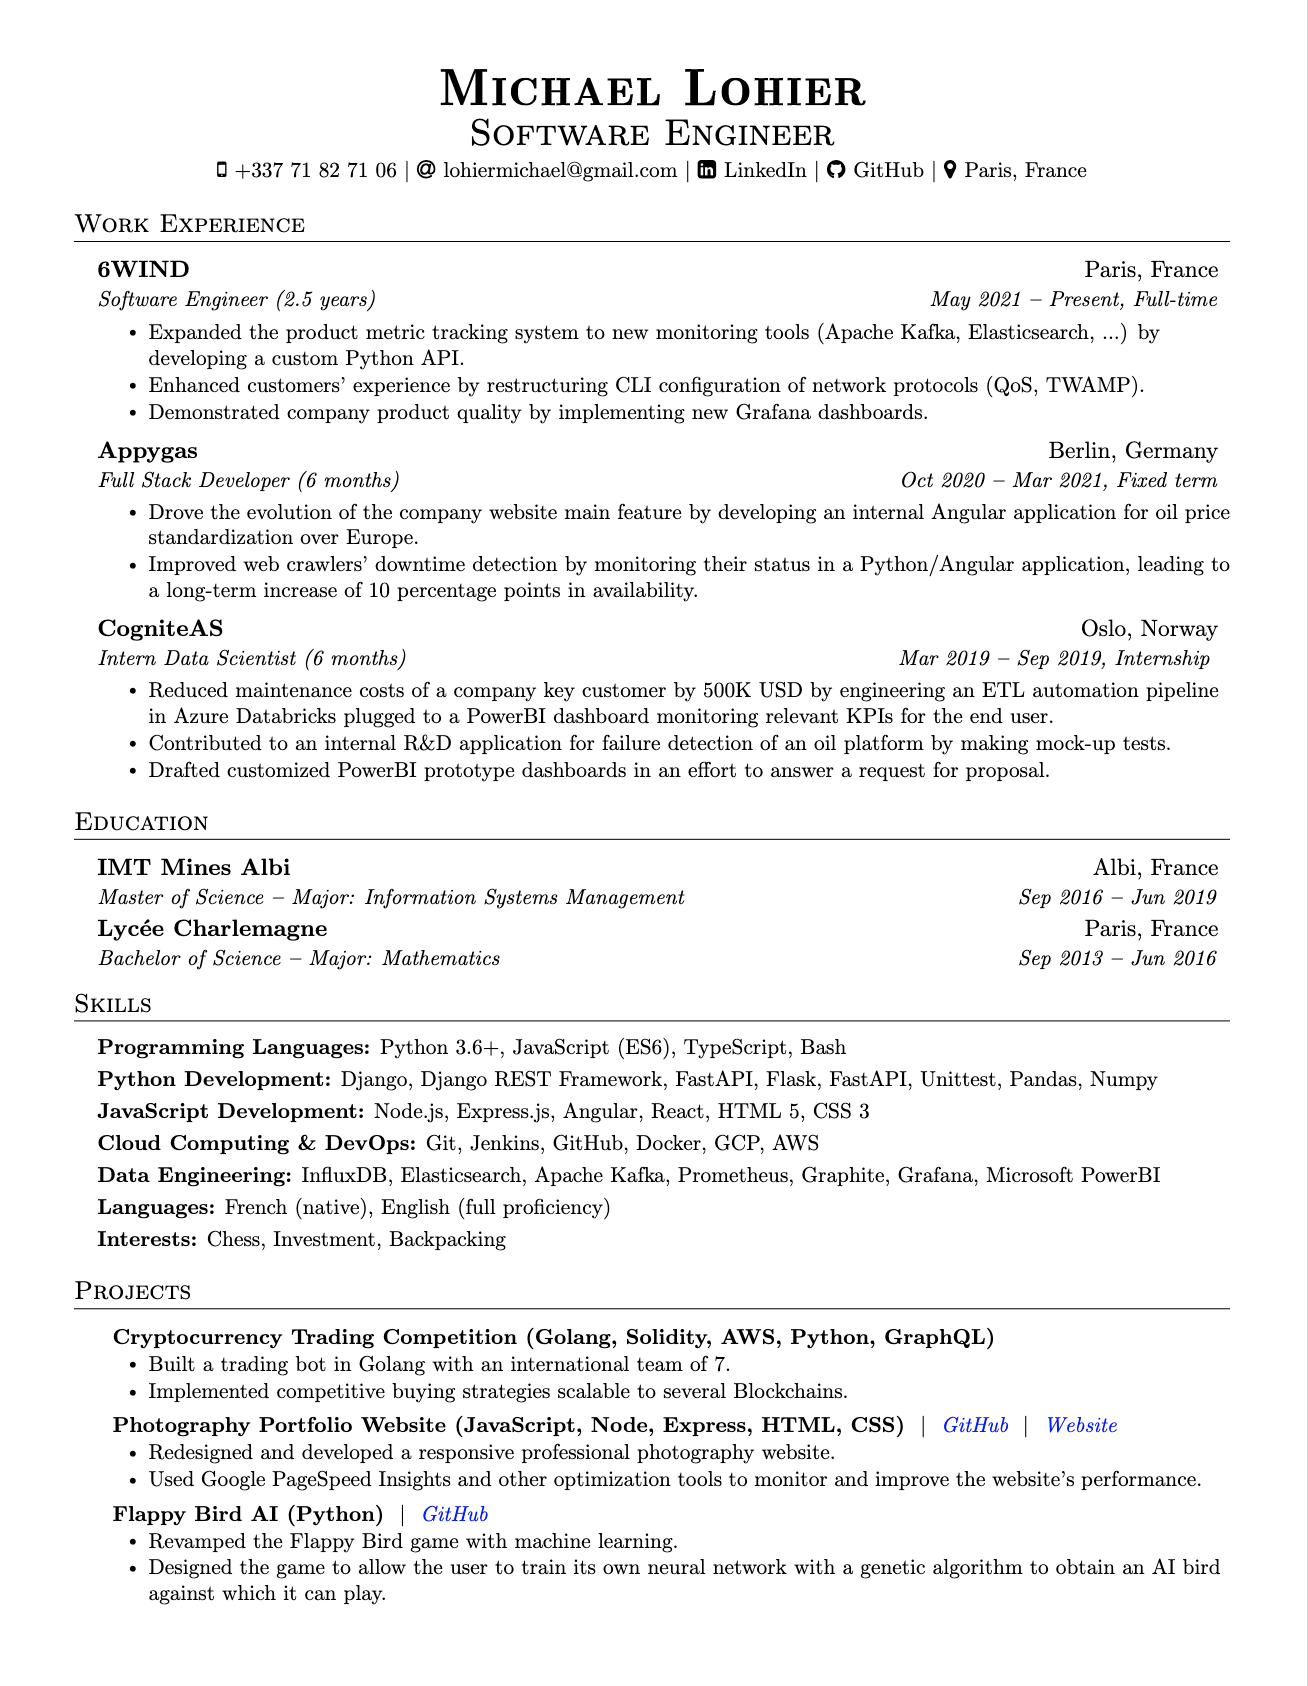 Michael Lohier
Software Engineer
+337 71 82 71 06 | lohiermichael@gmail.com | LinkedIn | GitHub | Paris, France
Work Experience
6WIND Paris, France
Software Engineer (2.5 years) May 2021 – Present, Full-time
• Expanded the product metric tracking system to new monitoring tools (Apache Kafka, Elasticsearch, ...) by
developing a custom Python API.
• Enhanced customers' experience by restructuring CLI configuration of network protocols (QoS, TWAMP).
• Demonstrated company product quality by implementing new Grafana dashboards.
Appygas Berlin, Germany
Full Stack Developer (6 months) Oct 2020 – Mar 2021, Fixed term
• Drove the evolution of the company website main feature by developing an internal Angular application for oil price
standardization over Europe.
• Improved web crawlers' downtime detection by monitoring their status in a Python/Angular application, leading to
a long-term increase of 10 percentage points in availability.
CogniteAS Oslo, Norway
Intern Data Scientist (6 months) Mar 2019 – Sep 2019, Internship
• Reduced maintenance costs of a company key customer by 500K USD by engineering an ETL automation pipeline
in Azure Databricks plugged to a PowerBI dashboard monitoring relevant KPIs for the end user.
• Contributed to an internal R&D application for failure detection of an oil platform by making mock-up tests.
• Drafted customized PowerBI prototype dashboards in an effort to answer a request for proposal.
Education
IMT Mines Albi Albi, France
Master of Science – Major: Information Systems Management Sep 2016 – Jun 2019
Lycée Charlemagne Paris, France
Bachelor of Science – Major: Mathematics Sep 2013 – Jun 2016
Skills
Programming Languages: Python 3.6+, JavaScript (ES6), TypeScript, Bash
Python Development: Django, Django REST Framework, FastAPI, Flask, FastAPI, Unittest, Pandas, Numpy
JavaScript Development: Node.js, Express.js, Angular, React, HTML 5, CSS 3
Cloud Computing & DevOps: Git, Jenkins, GitHub, Docker, GCP, AWS
Data Engineering: InfluxDB, Elasticsearch, Apache Kafka, Prometheus, Graphite, Grafana, Microsoft PowerBI
Languages: French (native), English (full proficiency)
Interests: Chess, Investment, Backpacking
Projects
Cryptocurrency Trading Competition (Golang, Solidity, AWS, Python, GraphQL)
• Built a trading bot in Golang with an international team of 7.
• Implemented competitive buying strategies scalable to several Blockchains.
Photography Portfolio Website (JavaScript, Node, Express, HTML, CSS) | GitHub | Website
• Redesigned and developed a responsive professional photography website.
• Used Google PageSpeed Insights and other optimization tools to monitor and improve the website's performance.
Flappy Bird AI (Python) | GitHub
• Revamped the Flappy Bird game with machine learning.
• Designed the game to allow the user to train its own neural network with a genetic algorithm to obtain an AI bird
against which it can play.